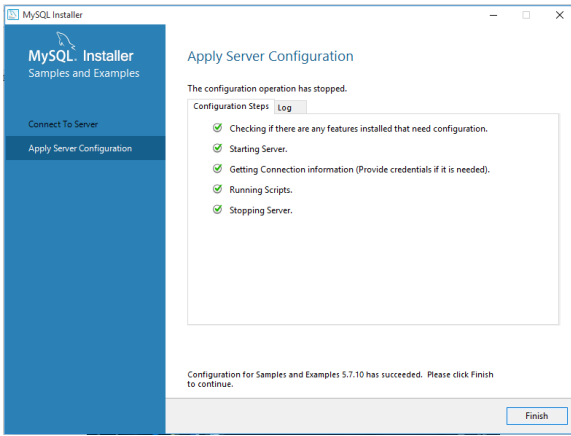 MySQL Installer
MySQL. Installer
Samples and Examples
Connect To Server
Apply Server Configuration
Apply Server Configuration
The configuration operation has stopped.
Configuration Steps Log
Checking if there are any features installed that need configuration.
Starting Server.
Getting Connection information (Provide credentials if it is needed).
Running Scripts.
Stopping Server.
Configuration for Samples and Examples 5.7.10 has succeeded. Please click Finish
to continue.
Finish